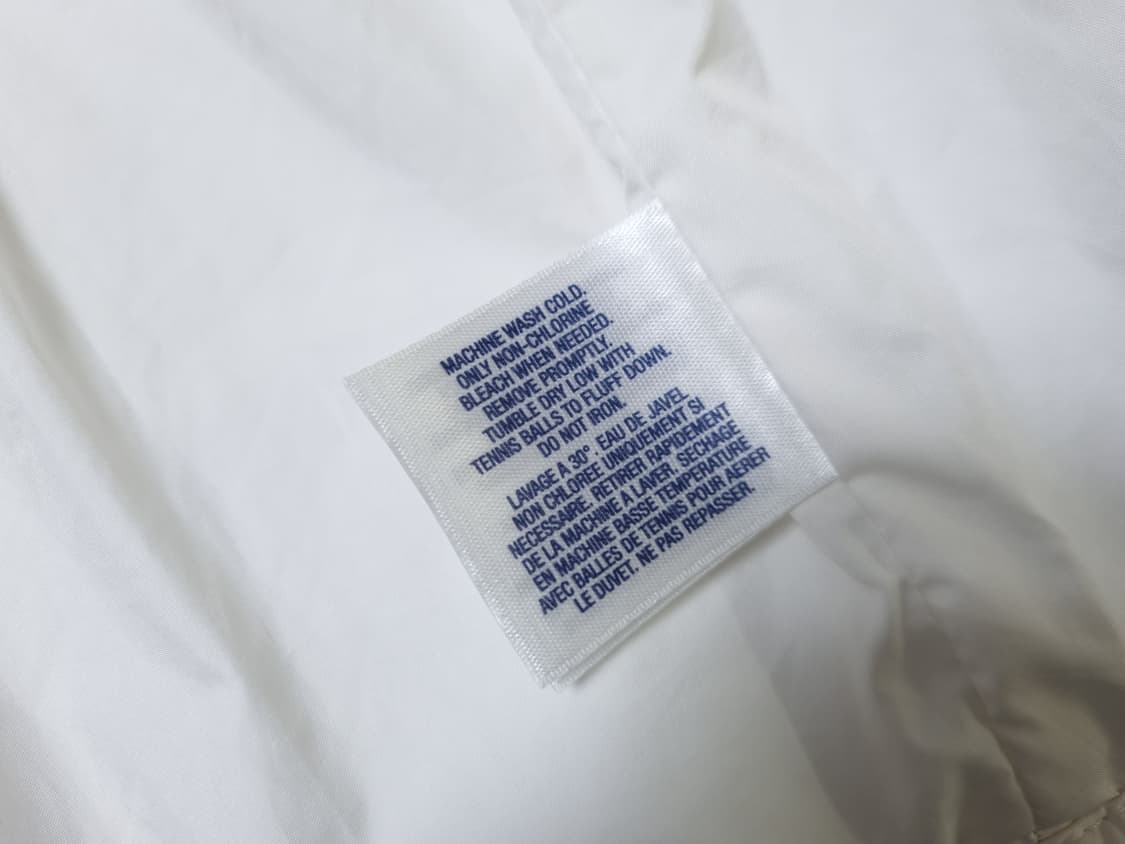 MACHINE WASH COLD.
ONLY NON-CHLORINE
BLEACH WHEN NEEDED.
REMOVE PROMPTLY.
TUMBLE DRY LOW WITH
TENNIS BALLS TO FLUFF DOWN.
DO NOT IRON.
LAVAGE A 30°. EAU DE JAVEL
NON CHLOREE UNIQUEMENT SI
NECESSAIRE. RETIRER RAPIDEMENT
DE LA MACHINE A LAVER. SECHAGE
EN MACHINE BASSE TEMPERATURE
AVEC BALLES DE TENNIS POUR AERER
LE DUVET. NE PAS REPASSER.